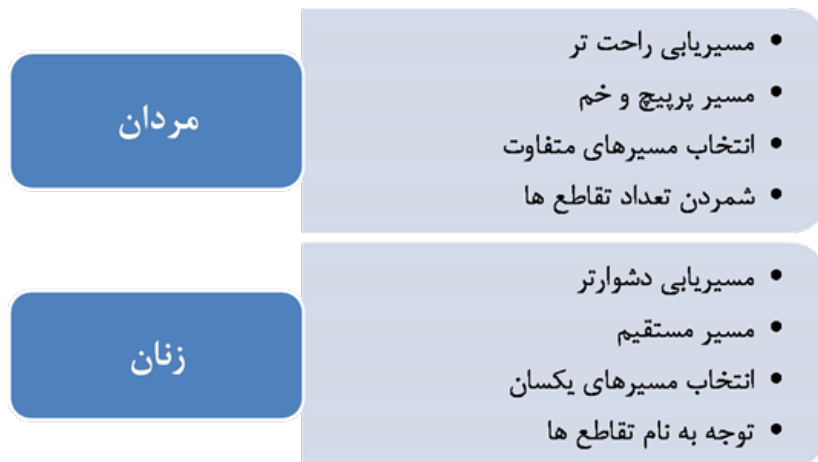 مردان
• مسیریابی راحت تر
• مسیر پرپیچ و خم
• انتخاب مسیرهای متفاوت
• شمردن تعداد تقاطع ها
زنان
• مسیریابی دشوارتر
• مسیر مستقیم
• انتخاب مسیرهای یکسان
• توجه به نام تقاطع ها